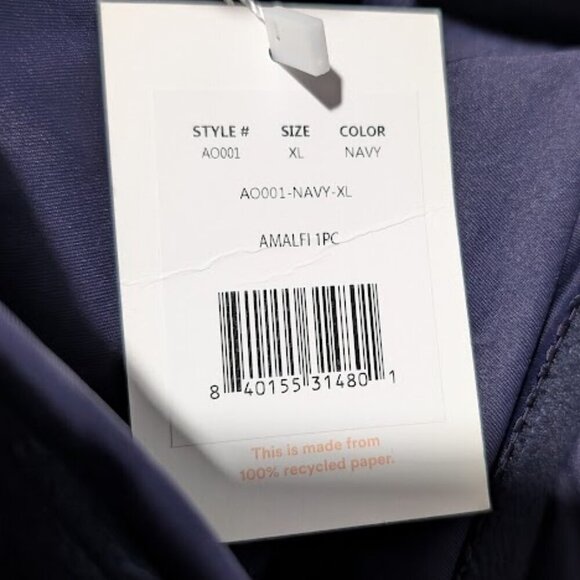 STYLE # SIZE COLOR
AO001 XL NAVY
AO001-NAVY-XL
AMALFI 1PC
8 40155 31480 1
This is made from
100% recycled paper.